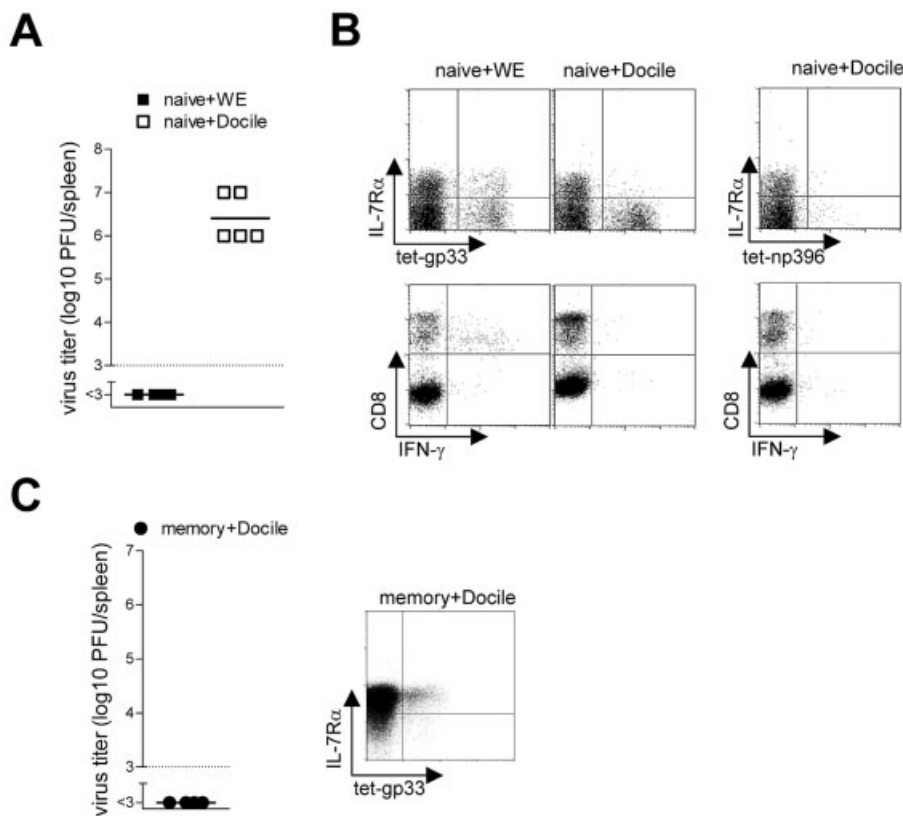 A
naive+WE
naive+Docile
virus titer (log10 PFU/spleen)
8
7
6
5
4
3
<3
B
naive+WE naive+Docile naive+Docile
IL-7Rα
tet-gp33
IL-7Rα
tet-np396
CD8
IFN-γ
CD8
IFN-γ
C
memory+Docile
virus titer (log10 PFU/spleen)
7
6
5
4
3
<3
memory+Docile
IL-7Rα
tet-gp33